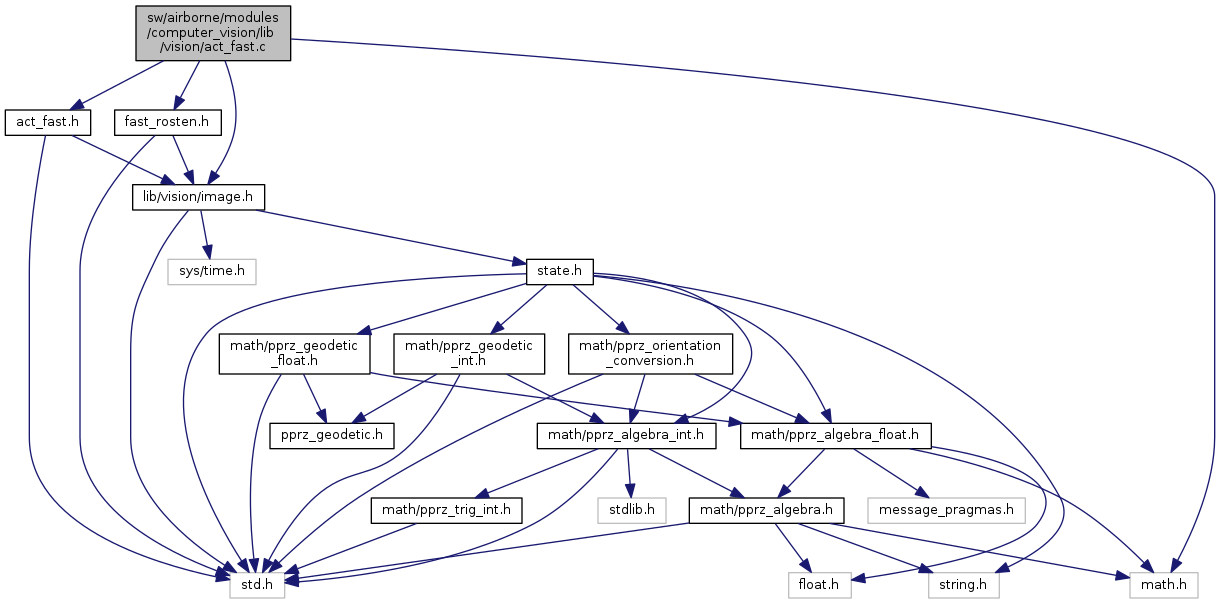 sw/airborne/modules
/computer_vision/lib
/vision/act_fast.c
act_fast.h
fast_rosten.h
lib/vision/image.h
sys/time.h
state.h
math/pprz_geodetic
_float.h
math/pprz_geodetic
_int.h
math/pprz_orientation
_conversion.h
pprz_geodetic.h
math/pprz_algebra_int.h
math/pprz_algebra_float.h
math/pprz_trig_int.h
stdlib.h
math/pprz_algebra.h
message_pragmas.h
std.h
float.h
string.h
math.h